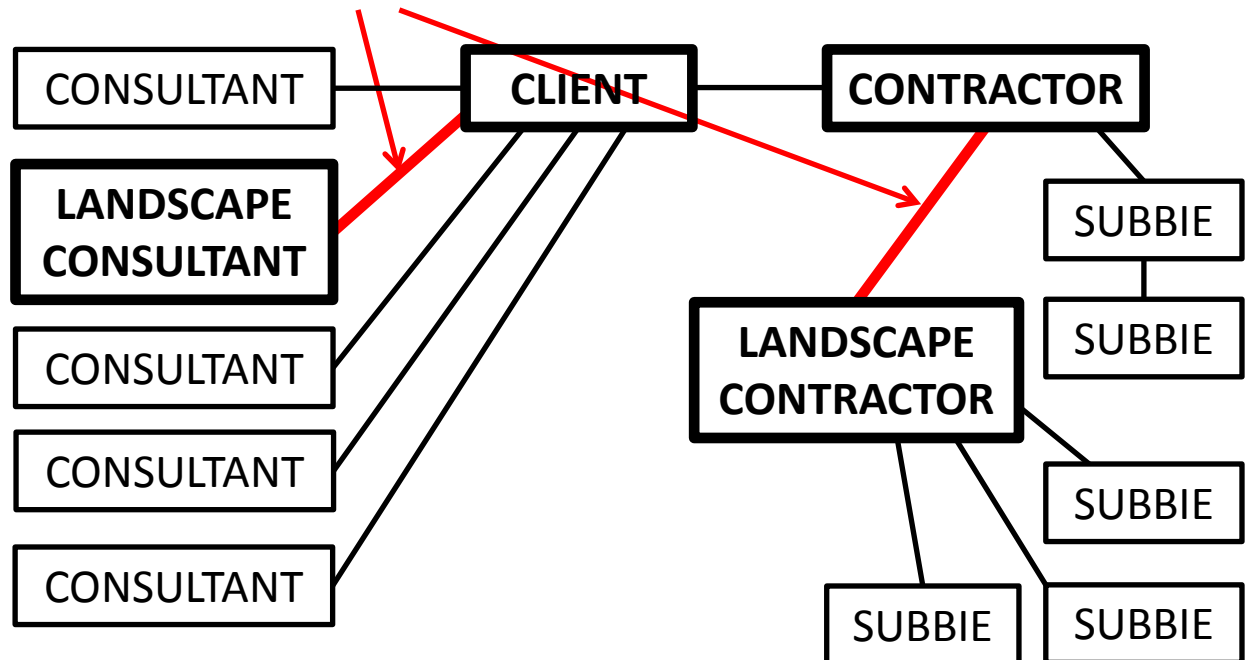 CONSULTANT
CLIENT
CONTRACTOR
LANDSCAPE
CONSULTANT
SUBBIE
CONSULTANT
LANDSCAPE
CONTRACTOR
SUBBIE
CONSULTANT
SUBBIE
CONSULTANT
SUBBIE
SUBBIE